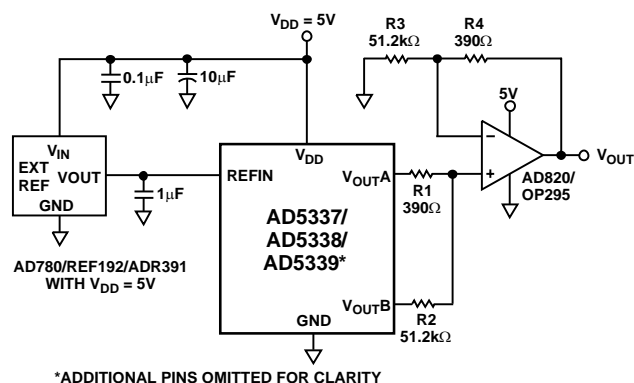 V_DD = 5V
R3
51.2kΩ
R4
390Ω
0.1μF
10μF
5V
V_IN
EXT
REF
VOUT
GND
1μF
REFIN
V_DD
V_OUTA
R1
390Ω
−
+
V_OUT
AD820/
OP295
AD5337/
AD5338/
AD5339*
AD780/REF192/ADR391
WITH V_DD = 5V
V_OUTB
R2
51.2kΩ
GND
*ADDITIONAL PINS OMITTED FOR CLARITY